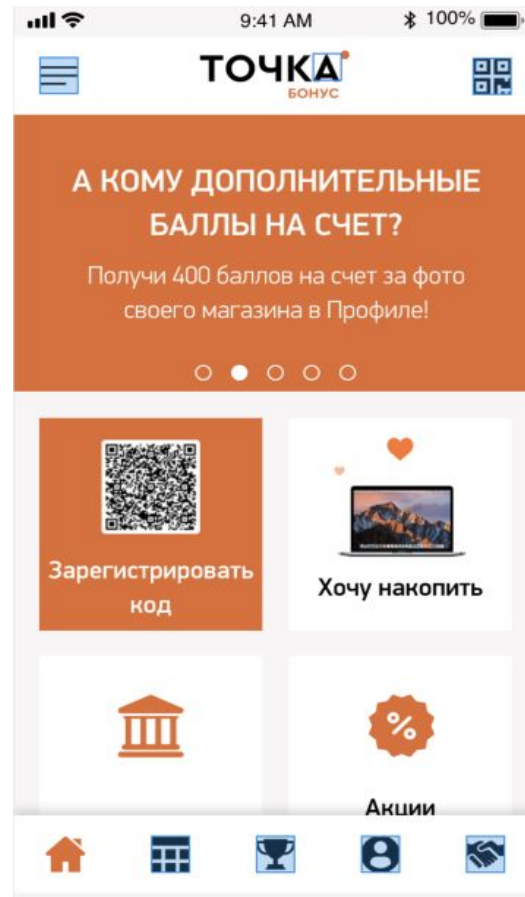 9:41 AM
100%
ТОЧКА
БОНУС
А КОМУ ДОПОЛНИТЕЛЬНЫЕ
БАЛЛЫ НА СЧЕТ?
Получи 400 баллов на счет за фото
своего магазина в Профиле!
Зарегистрировать
код
Хочу накопить
%
Акции